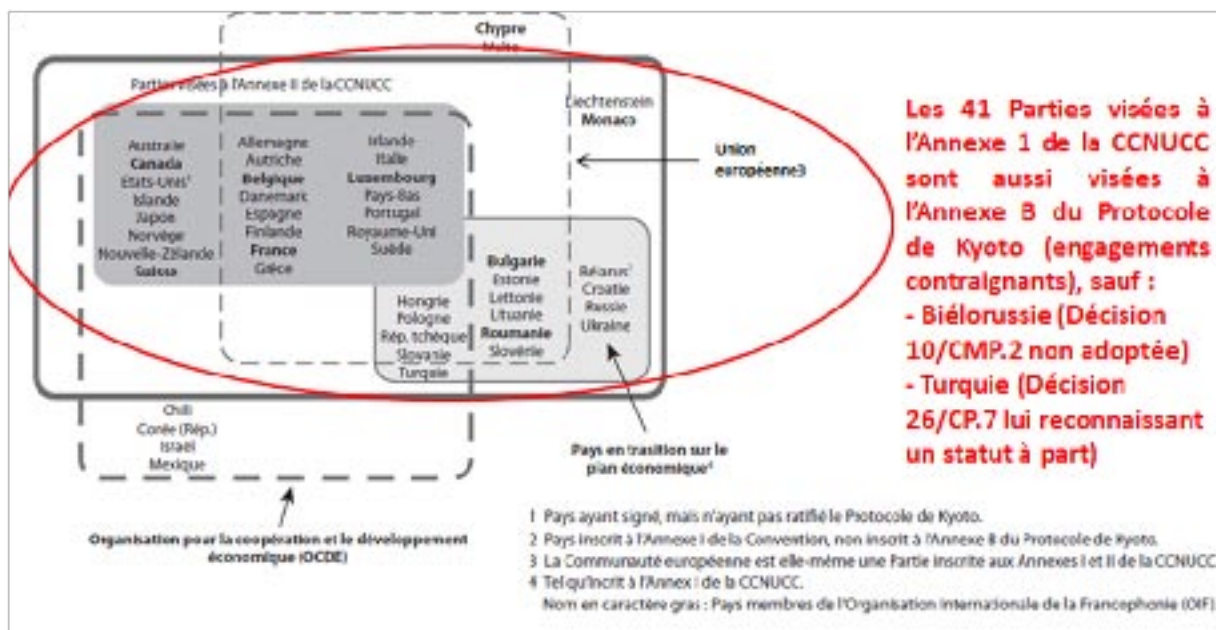 Chypre
Malte
Parties visées à l'Annexe II de la CCNUCC
Liechtenstein
Monaco
Australie
Canada
Etats-Unis¹
Islande
Japon
Norvège
Nouvelle-Zélande
Suisse
Allemagne
Autriche
Belgique
Danemark
Espagne
Finlande
France
Grèce
Irlande
Italie
Luxembourg
Pays-Bas
Portugal
Royaume-Uni
Suède
Union
européenne3
Hongrie
Pologne
Rép. tchèque
Slovanie
Turquie
Bulgarie
Estonie
Lettonie
Lituanie
Roumanie
Slovénie
Bélarus²
Croatie
Russie
Ukraine
Chili
Corée (Rép.)
Israël
Mexique
Pays en trasition sur le
plan économique⁴
Organisation pour la coopération et le développement
économique (OCDE)
Les 41 Parties visées à
l'Annexe 1 de la CCNUCC
sont aussi visées à
l'Annexe B du Protocole
de Kyoto (engagements
contraignants), sauf :
- Biélorussie (Décision
10/CMP.2 non adoptée)
- Turquie (Décision
26/CP.7 lui reconnaissant
un statut à part)
1 Pays ayant signé, mais n'ayant pas ratifié le Protocole de Kyoto.
2 Pays inscrit à l'Annexe I de la Convention, non inscrit à l'Annexe B du Protocole de Kyoto.
3 La Communauté européenne est elle-même une Partie inscrite aux Annexes I et II de la CCNUCC
4 Tel qu'incrit à l'Annex I de la CCNUCC.
Nom en caractère gras : Pays membres de l'Organisation Internationale de la Francophonie (OIF)